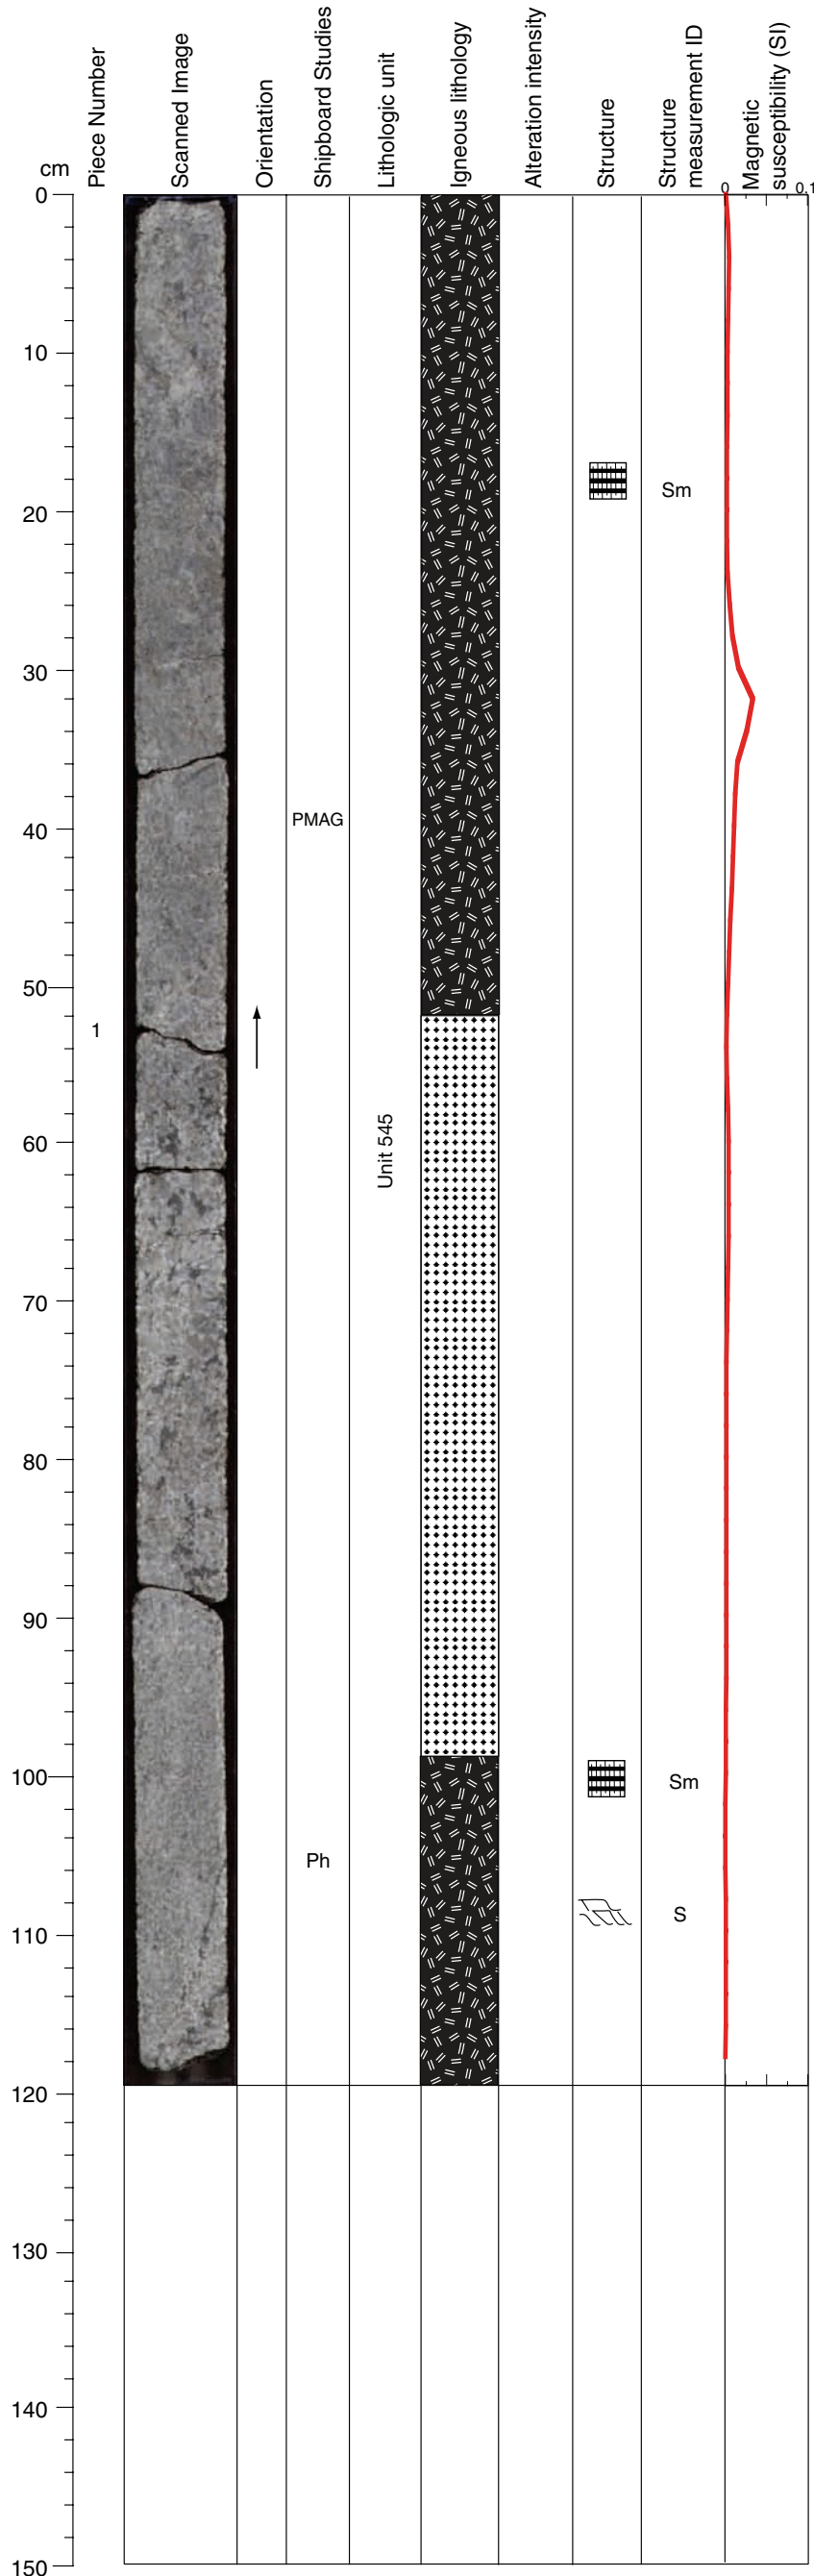 cm
Piece Number
Scanned Image
Orientation
Shipboard Studies
Lithologic unit
Igneous lithology
Alteration intensity
Structure
Structure
measurement ID
Magnetic
susceptibility (SI)
0 0.1
0
10
20
Sm
30
40
PMAG
50
1
60
Unit 545
70
80
90
100
Sm
Ph
S
110
120
130
140
150